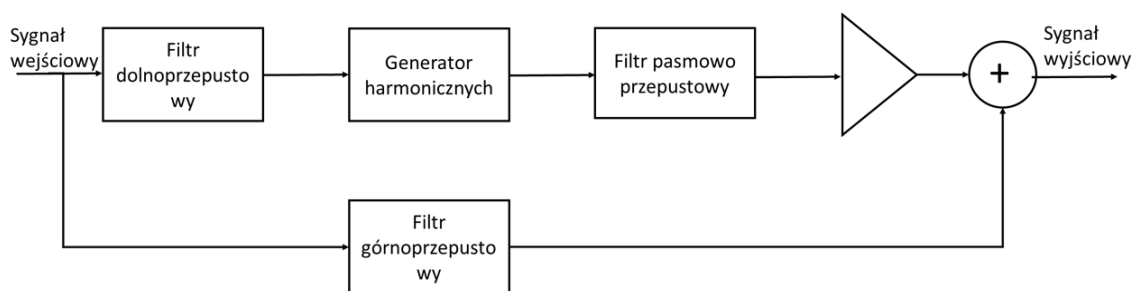 Sygnał
wejściowy
Filtr
dolnoprzepusto
wy
Generator
harmonicznych
Filtr pasmowo
przepustowy
+
Sygnał
wyjściowy
Filtr
górnoprzepusto
wy